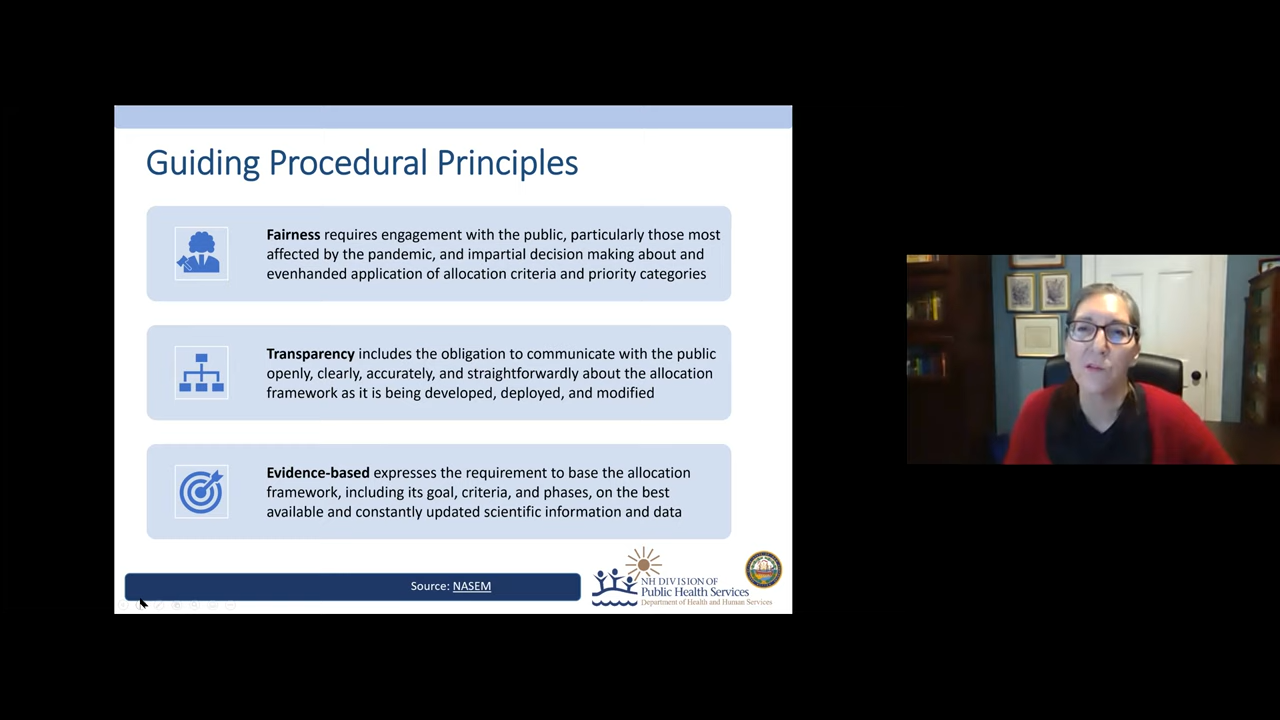 Guiding Procedural Principles
Fairness requires engagement with the public, particularly those most
affected by the pandemic, and impartial decision making about and
evenhanded application of allocation criteria and priority categories
Transparency includes the obligation to communicate with the public
openly, clearly, accurately, and straightforwardly about the allocation
framework as it is being developed, deployed, and modified
Evidence-based expresses the requirement to base the allocation
framework, including its goal, criteria, and phases, on the best
available and constantly updated scientific information and data
Source: NASEM
NH DIVISION OF
Public Health Services
Department of Health and Human Services